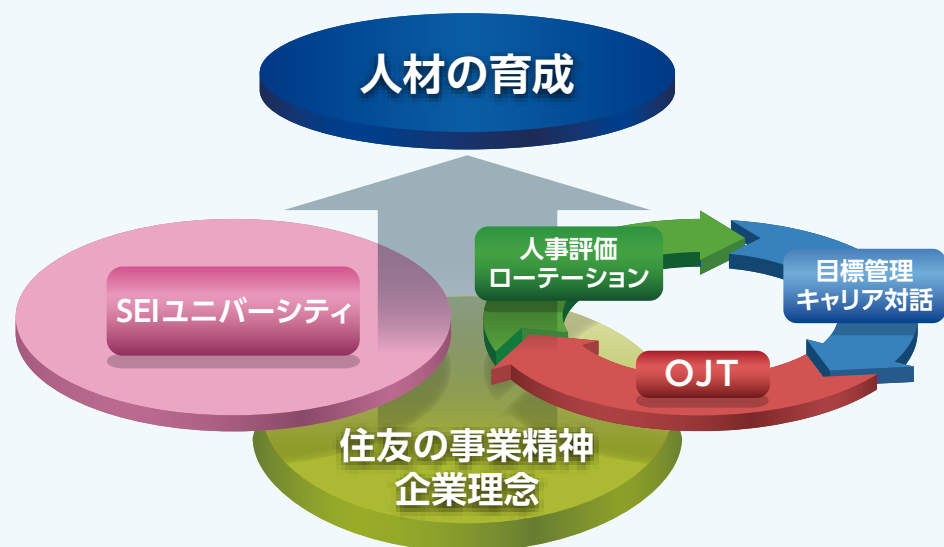 人材の育成
人事評価
ローテーション
目標管理
キャリア対話
SEIユニバーシティ
OJT
住友の事業精神
企業理念